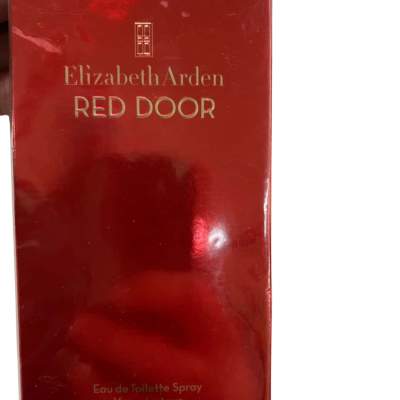 Elizabeth Arden
RED DOOR
Eau de Toilette Spray